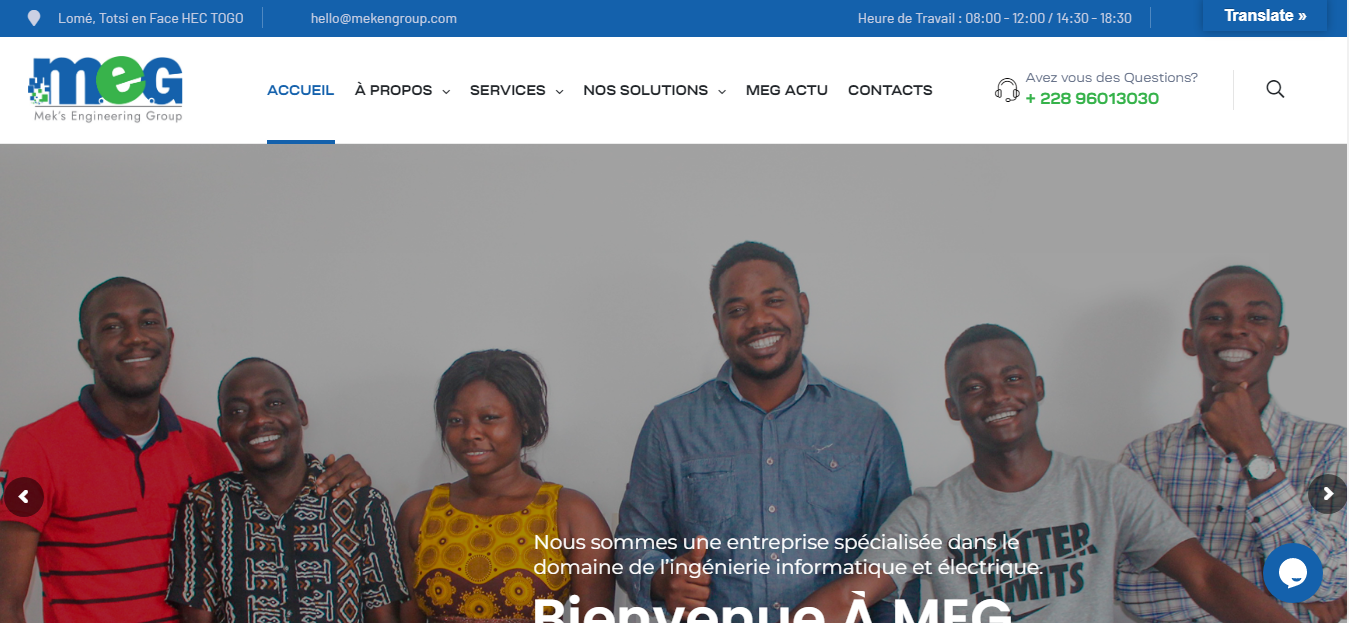 Lomé, Totsi en Face HEC TOGO
hello@mekengroup.com
Heure de Travail : 08:00 - 12:00 / 14:30 - 18:30
Translate »
meG
Mek's Engineering Group
ACCUEIL
À PROPOS
SERVICES
NOS SOLUTIONS
MEG ACTU
CONTACTS
Avez vous des Questions?
+ 228 96013030
Nous sommes une entreprise spécialisée dans le
domaine de l'ingénierie informatique et électrique.
Bienvenue À MEG
LIMITS